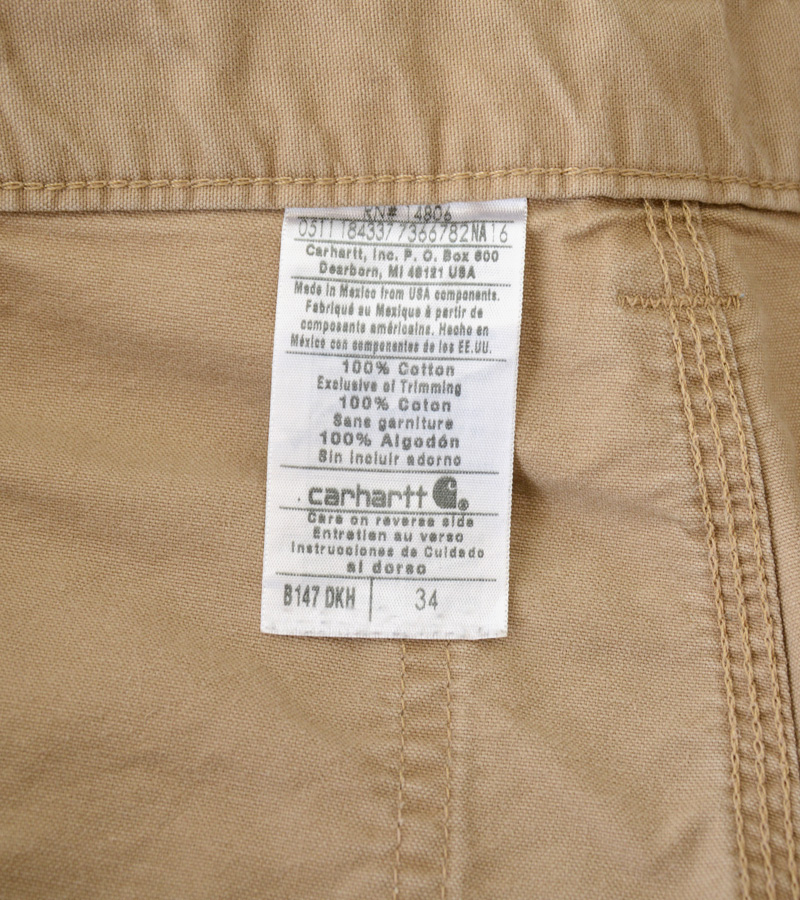 RN# 14806
03T1184337 7366782NA16
Carhartt, Inc. P. O. Box 600
Dearborn, MI 48121 USA
Made in Mexico from USA components.
Fabriqué au Mexique à partir de
composants américains. Hecho en
México con componentes de los EE.UU.
100% Cotton
Exclusive of Trimming
100% Coton
Sans garniture
100% Algodón
Sin incluir adorno
carhartt ®
Care on reverse side
Entretien au verso
Instrucciones de Cuidado
al dorso
B147 DKH 34